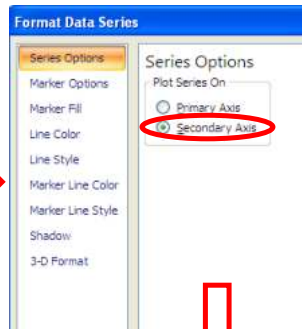 Format Data Series
Series Options
Marker Options
Marker Fill
Line Color
Line Style
Marker Line Color
Marker Line Style
Shadow
3-D Format
Series Options
Plot Series On
Primary Axis
Secondary Axis